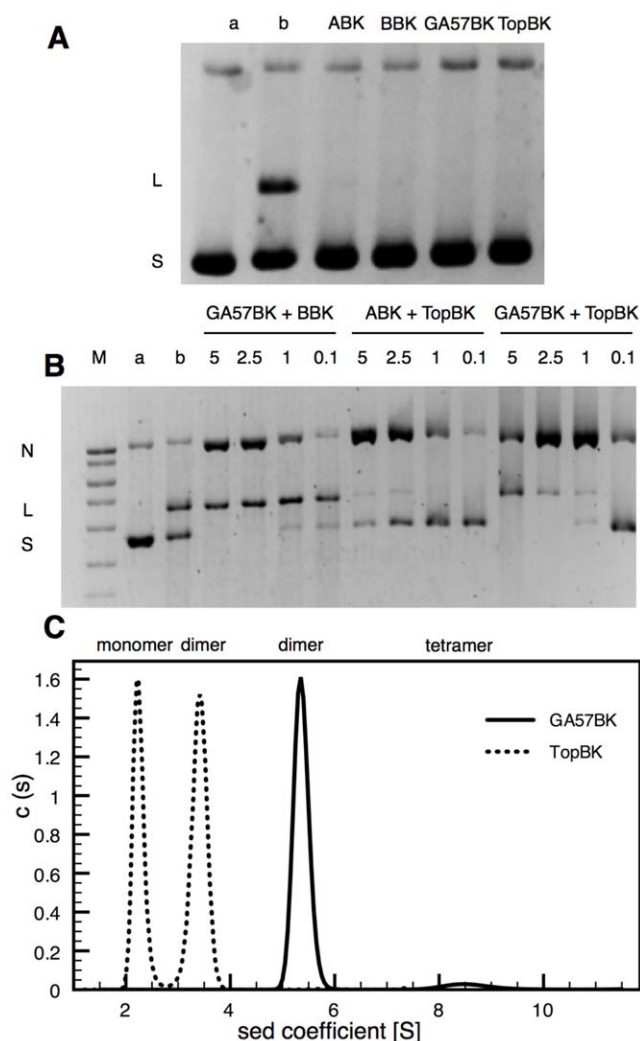 A
a b ABK BBK GA57BK TopBK
L
S
GA57BK + BBK ABK + TopBK GA57BK + TopBK
B
M a b 5 2.5 1 0.1 5 2.5 1 0.1 5 2.5 1 0.1
N
L
S
C
monomer dimer dimer tetramer
1.6
1.4
1.2
1
0.8
0.6
0.4
0.2
0
c (s)
GA57BK
TopBK
2 4 6 8 10
sed coefficient [S]